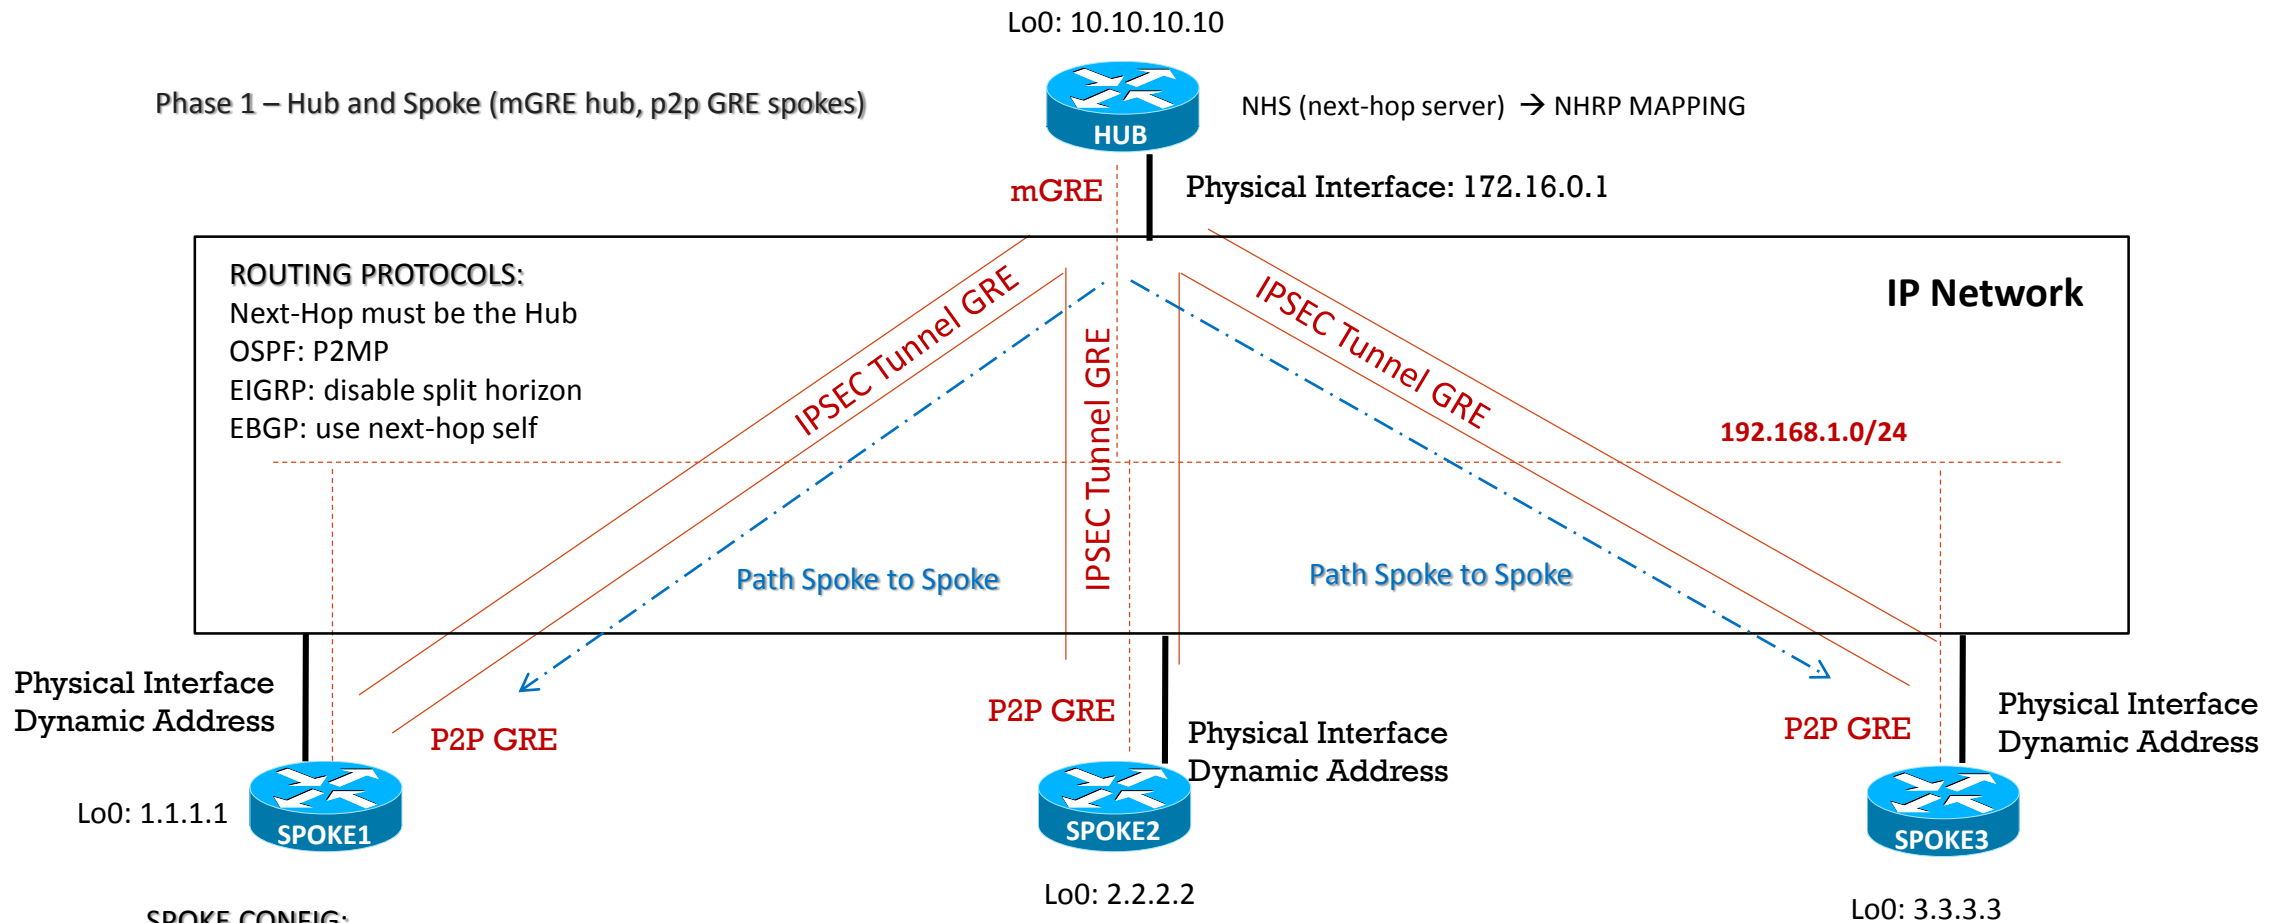 Lo0: 10.10.10.10
Phase 1 – Hub and Spoke (mGRE hub, p2p GRE spokes)
NHS (next-hop server) → NHRP MAPPING
HUB
mGRE
Physical Interface: 172.16.0.1
ROUTING PROTOCOLS:
Next-Hop must be the Hub
OSPF: P2MP
EIGRP: disable split horizon
EBGP: use next-hop self
IP Network
IPSEC Tunnel GRE
IPSEC Tunnel GRE
IPSEC Tunnel GRE
192.168.1.0/24
Path Spoke to Spoke
Path Spoke to Spoke
Physical Interface
Dynamic Address
P2P GRE
P2P GRE
Physical Interface
Dynamic Address
P2P GRE
Physical Interface
Dynamic Address
Lo0: 1.1.1.1
SPOKE1
SPOKE2
SPOKE3
Lo0: 2.2.2.2
Lo0: 3.3.3.3
SPOKE CONFIG: